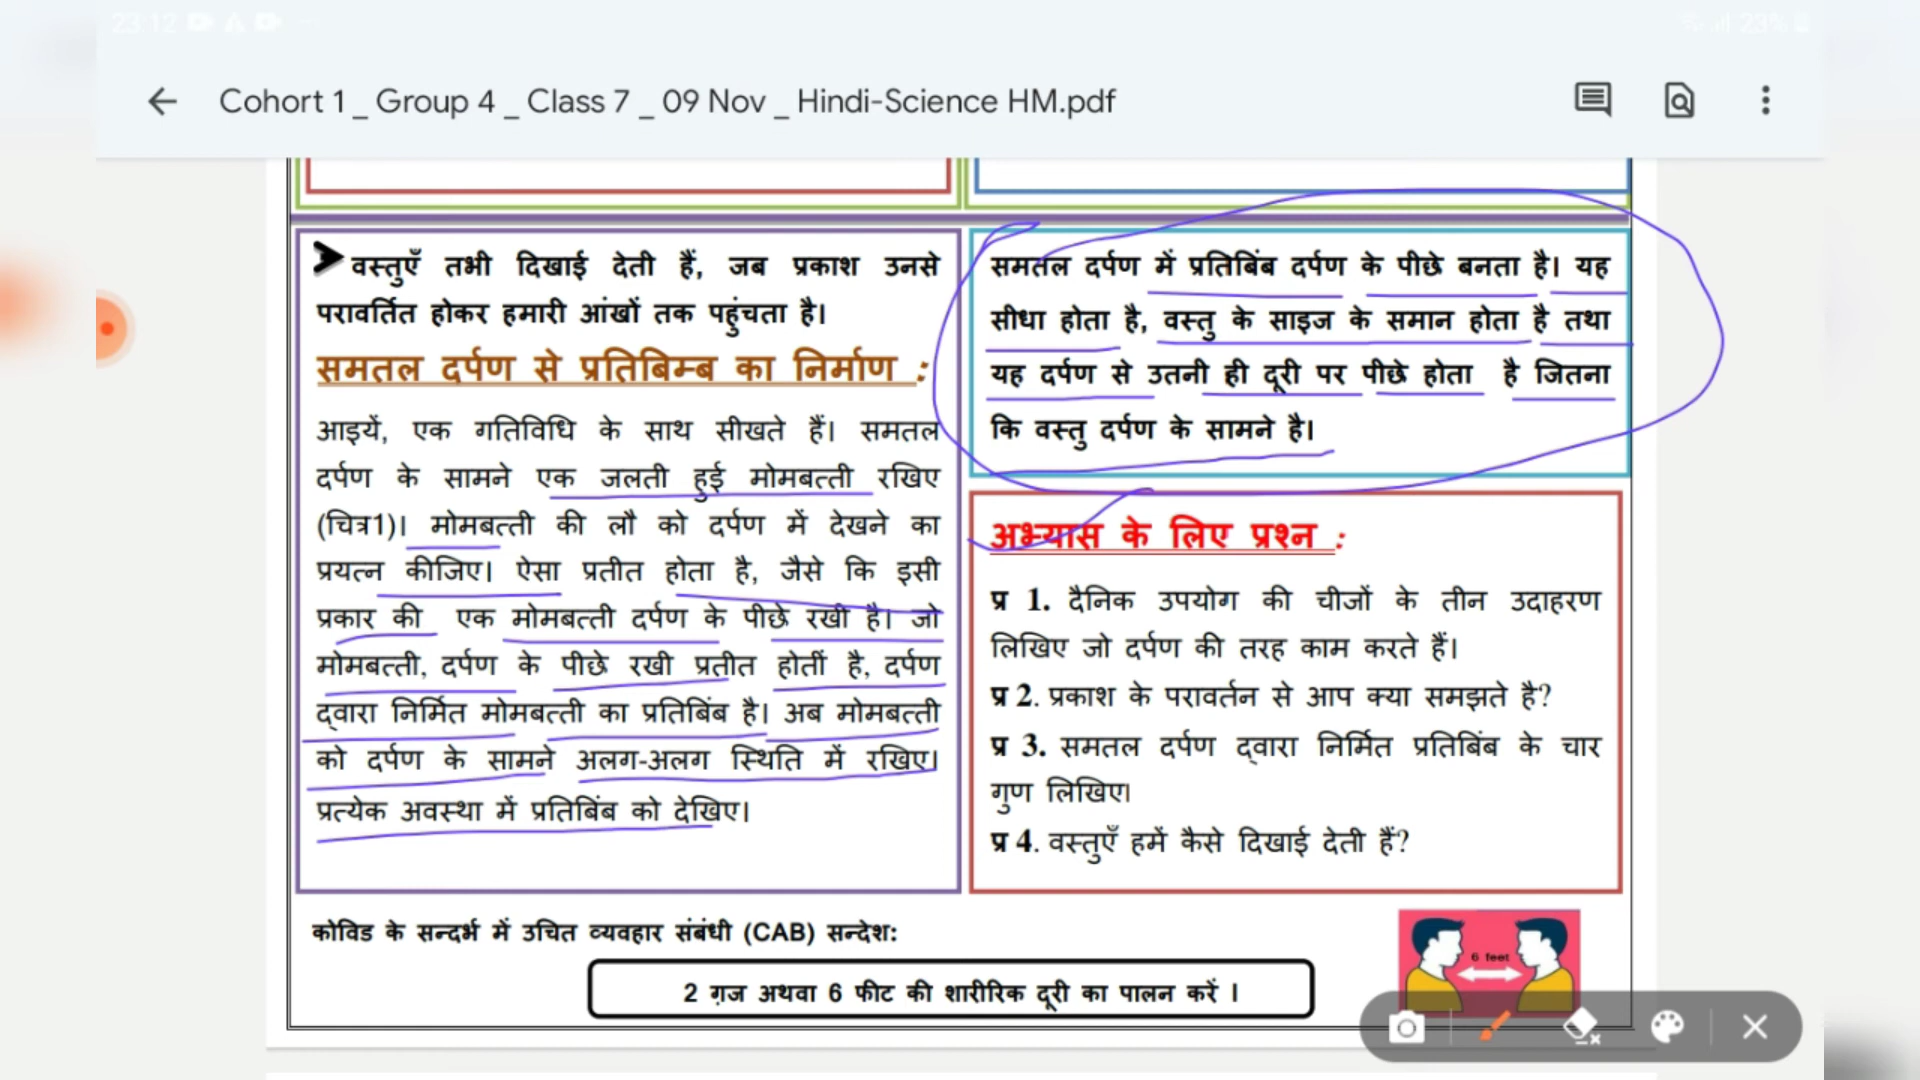 23:12
23%
Cohort 1 _ Group 4 _ Class 7 _ 09 Nov _ Hindi-Science HM.pdf
वस्तुएँ तभी दिखाई देती हैं, जब प्रकाश उनसे
परावर्तित होकर हमारी आंखों तक पहुंचता है।
समतल दर्पण से प्रतिबिम्ब का निर्माण :
आइयें, एक गतिविधि के साथ सीखते हैं। समतल
दर्पण के सामने एक जलती हुई मोमबत्ती रखिए
(चित्र1)। मोमबत्ती की लौ को दर्पण में देखने का
प्रयत्न कीजिए। ऐसा प्रतीत होता है, जैसे कि इसी
प्रकार की एक मोमबत्ती दर्पण के पीछे रखी है। जो
मोमबत्ती, दर्पण के पीछे रखी प्रतीत होतीं है, दर्पण
द्वारा निर्मित मोमबत्ती का प्रतिबिंब है। अब मोमबत्ती
को दर्पण के सामने अलग-अलग स्थिति में रखिए।
प्रत्येक अवस्था में प्रतिबिंब को देखिए।
समतल दर्पण में प्रतिबिंब दर्पण के पीछे बनता है। यह
सीधा होता है, वस्तु के साइज के समान होता है तथा
यह दर्पण से उतनी ही दूरी पर पीछे होता है जितना
कि वस्तु दर्पण के सामने है।
अभ्यास के लिए प्रश्न :
प्र 1. दैनिक उपयोग की चीजों के तीन उदाहरण
लिखिए जो दर्पण की तरह काम करते हैं।
प्र 2. प्रकाश के परावर्तन से आप क्या समझते है?
प्र 3. समतल दर्पण द्वारा निर्मित प्रतिबिंब के चार
गुण लिखिए।
प्र 4. वस्तुएँ हमें कैसे दिखाई देती हैं?
कोविड के सन्दर्भ में उचित व्यवहार संबंधी (CAB) सन्देश:
6 feet
2 ग़ज अथवा 6 फीट की शारीरिक दूरी का पालन करें ।